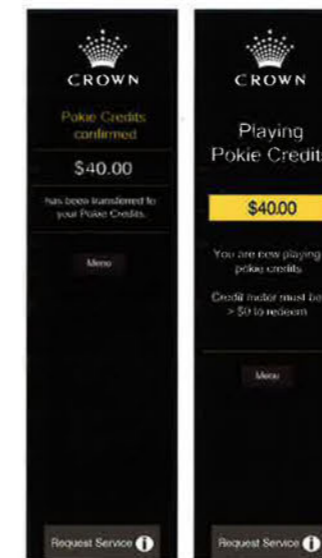 CROWN
Pokie Credits
confirmed
$40.00
has been transferred to
your Pokie Credits.
Menu
Request Service
CROWN
Playing
Pokie Credits
$40.00
You are now playing
pokie credits
Credit meter must be
> $0 to redeem
Menu
Request Service